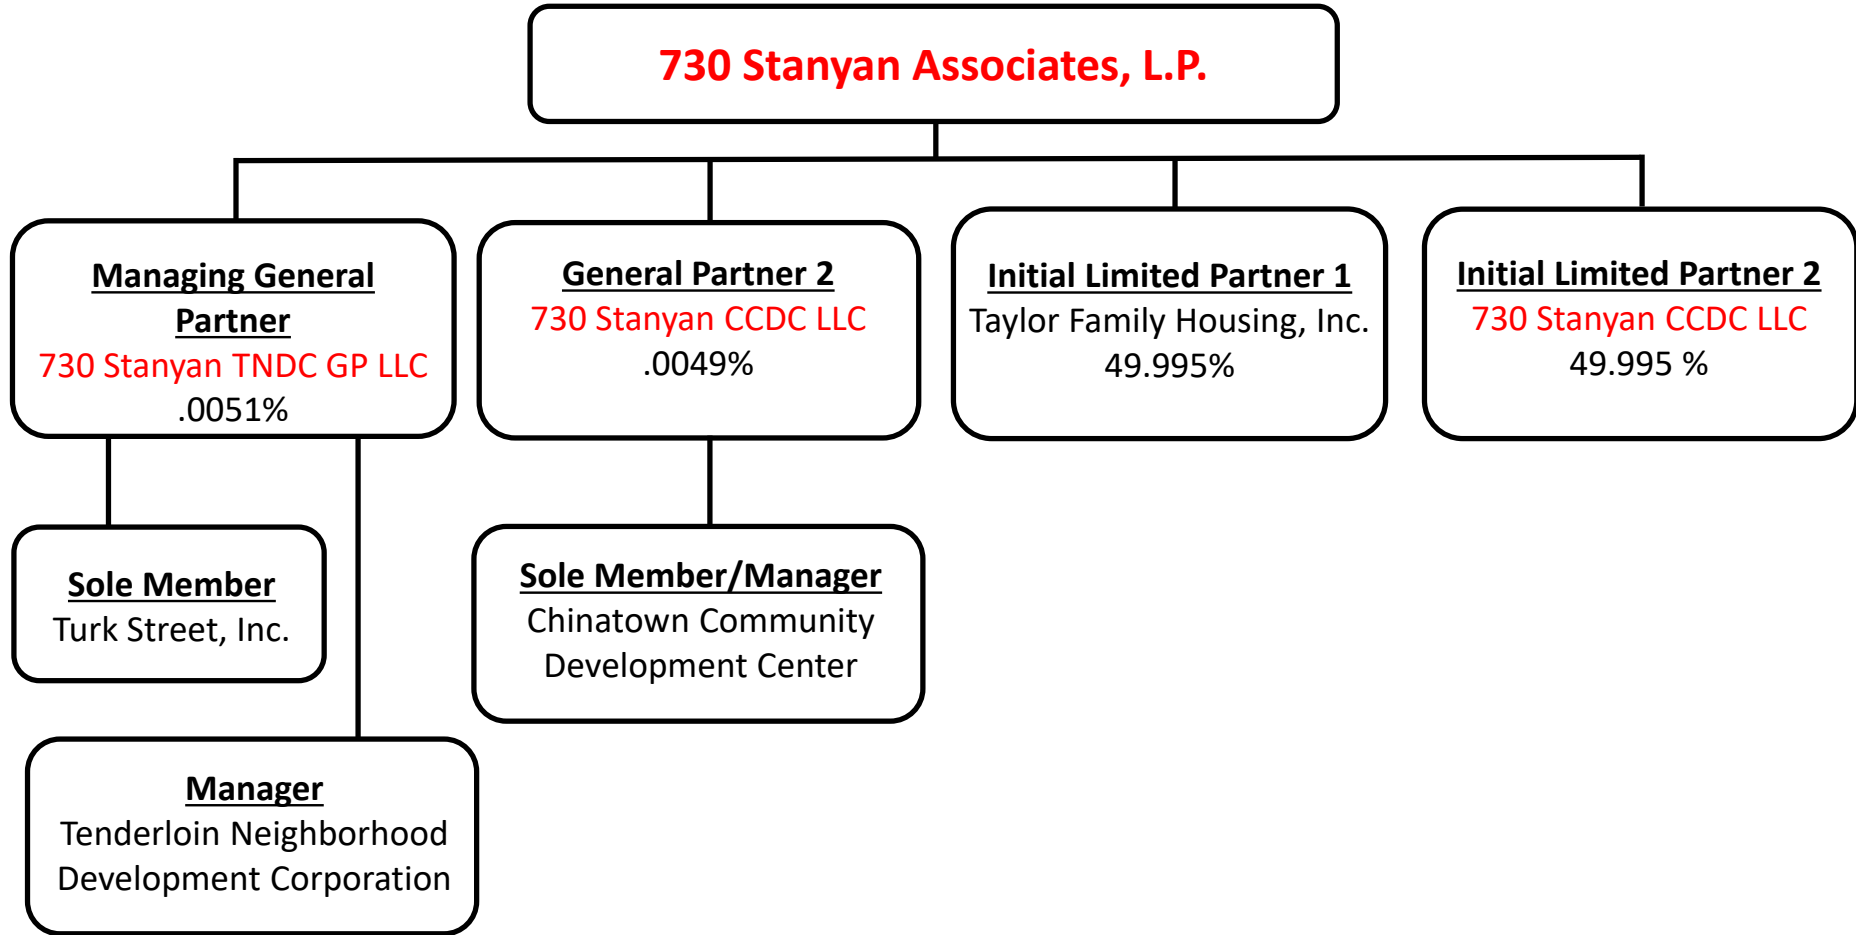 730 Stanyan Associates, L.P.
Managing General
Partner
730 Stanyan TNDC GP LLC
.0051%
General Partner 2
730 Stanyan CCDC LLC
.0049%
Initial Limited Partner 1
Taylor Family Housing, Inc.
49.995%
Initial Limited Partner 2
730 Stanyan CCDC LLC
49.995 %
Sole Member
Turk Street, Inc.
Sole Member/Manager
Chinatown Community
Development Center
Manager
Tenderloin Neighborhood
Development Corporation